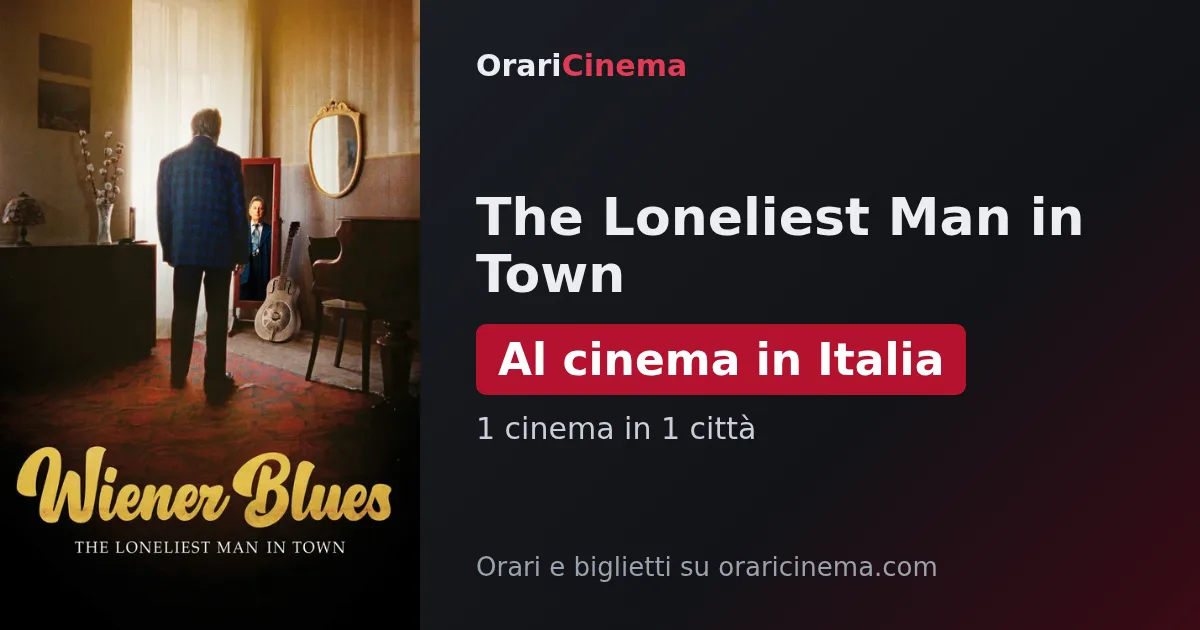 OrariCinema
The Loneliest Man in
Town
Al cinema in Italia
1 cinema in 1 città
Orari e biglietti su oraricinema.com
Wiener Blues
THE LONELIEST MAN IN TOWN